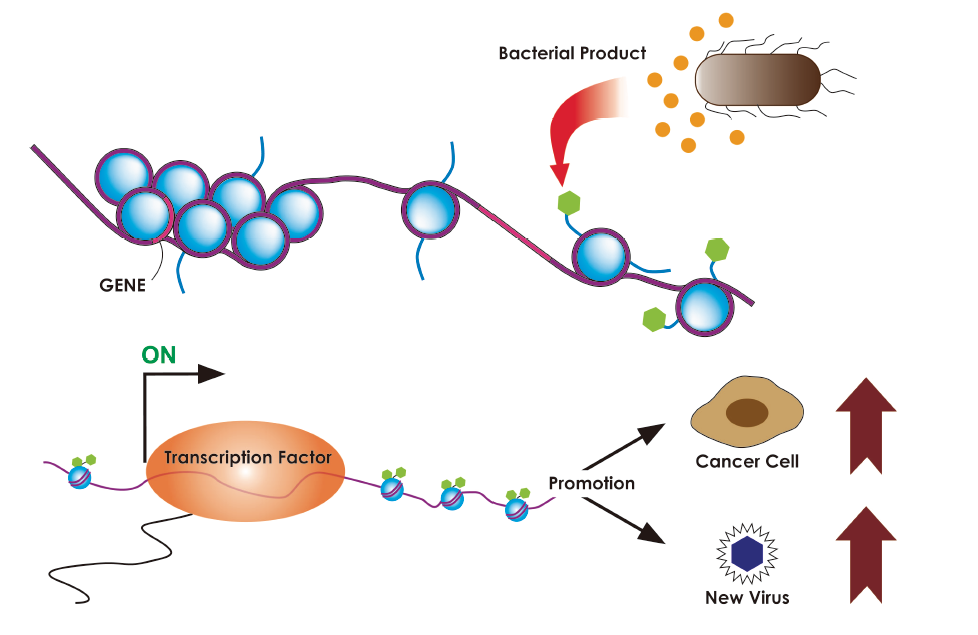 Bacterial Product
GENE
ON
Transcription Factor
Promotion
Cancer Cell
New Virus